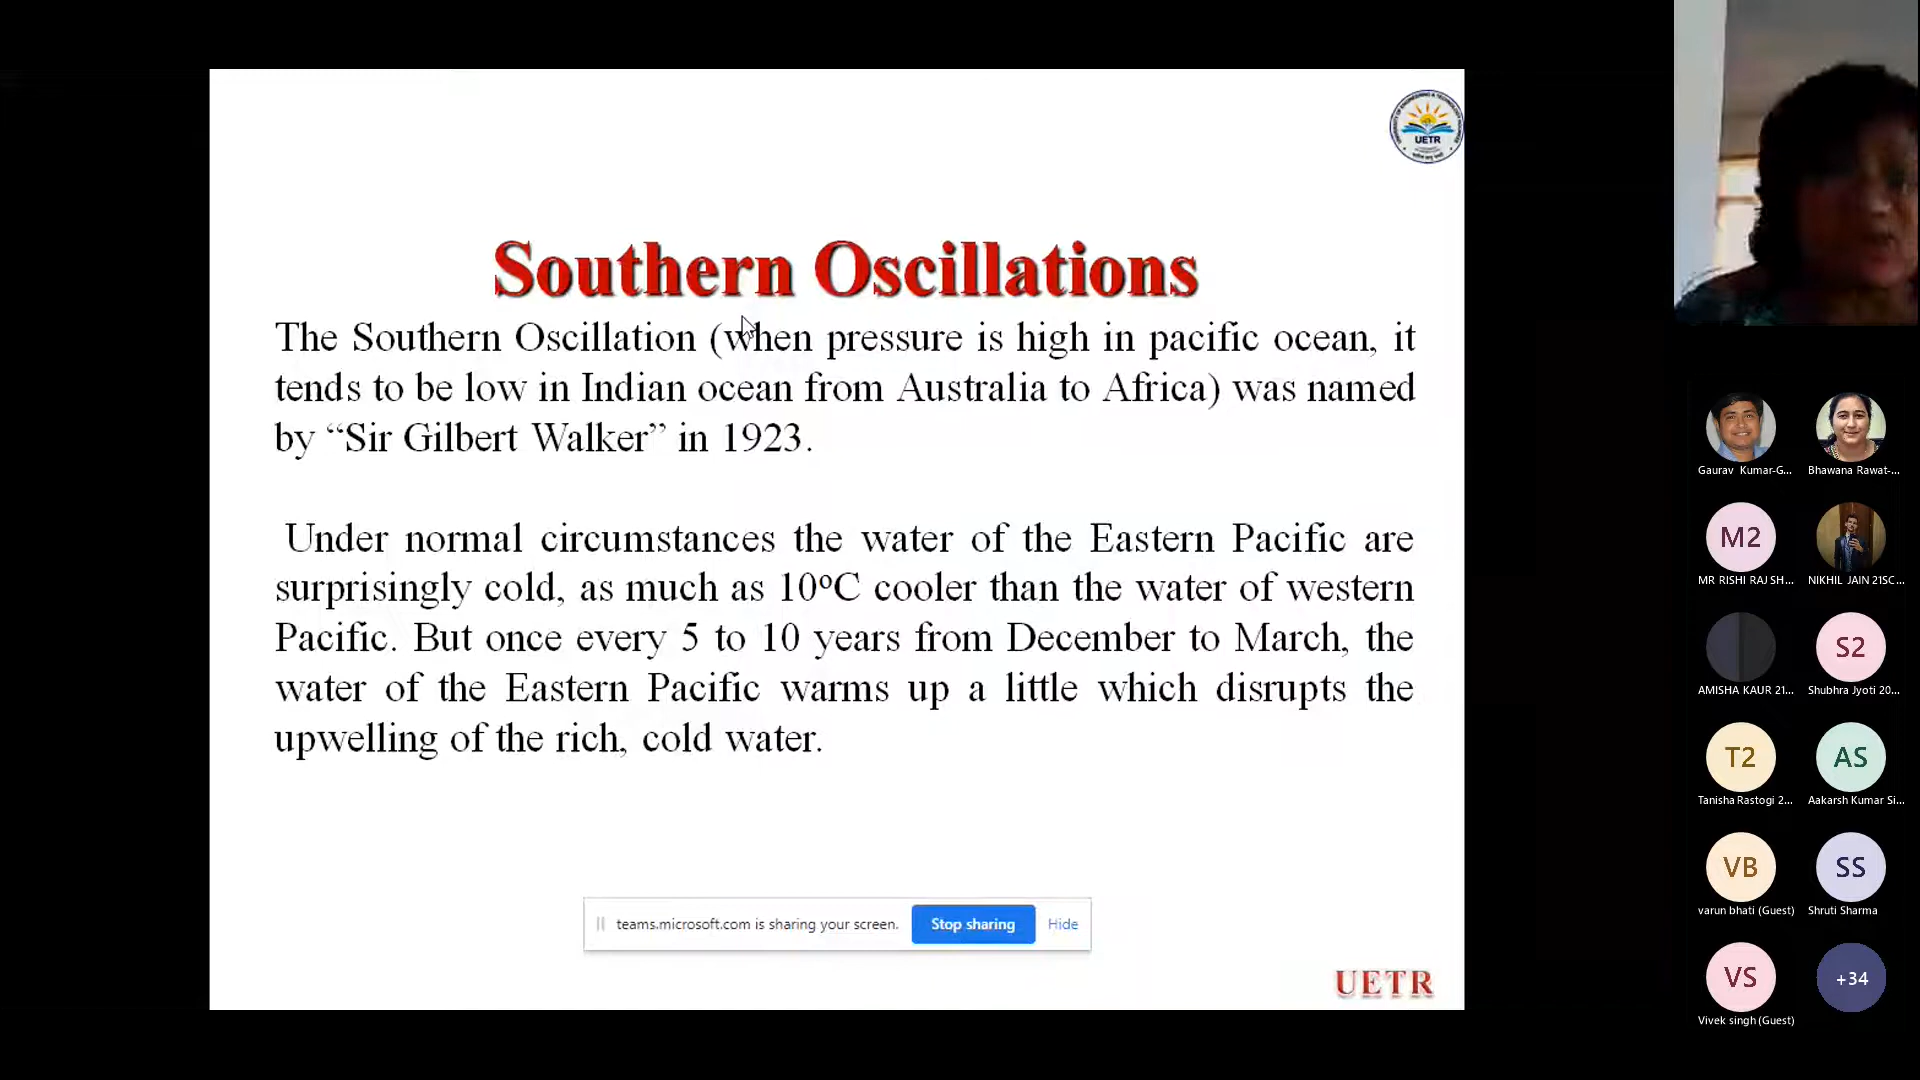 UETR
Southern Oscillations
The Southern Oscillation (when pressure is high in pacific ocean, it
tends to be low in Indian ocean from Australia to Africa) was named
by “Sir Gilbert Walker” in 1923.
Under normal circumstances the water of the Eastern Pacific are
surprisingly cold, as much as 10ºC cooler than the water of western
Pacific. But once every 5 to 10 years from December to March, the
water of the Eastern Pacific warms up a little which disrupts the
upwelling of the rich, cold water.
teams.microsoft.com is sharing your screen. Stop sharing Hide
UETR
Gaurav Kumar-G... Bhawana Rawat-...
M2
MR RISHI RAJ SH... NIKHIL JAIN 21SC...
S2
AMISHA KAUR 21... Shubhra Jyoti 20...
T2 AS
Tanisha Rastogi 2... Aakarsh Kumar Si...
VB SS
varun bhati (Guest) Shruti Sharma
VS +34
Vivek singh (Guest)